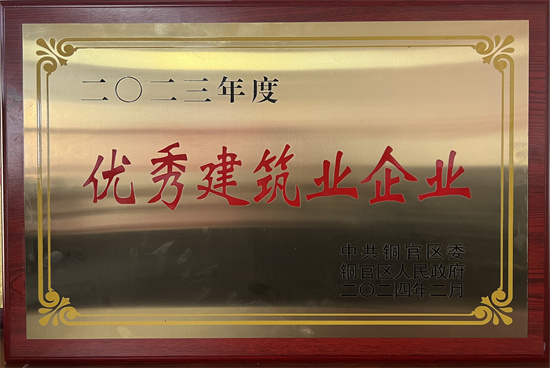 二〇二三年度
优秀建筑业企业
中共铜官区委
铜官区人民政府
二〇二四年二月